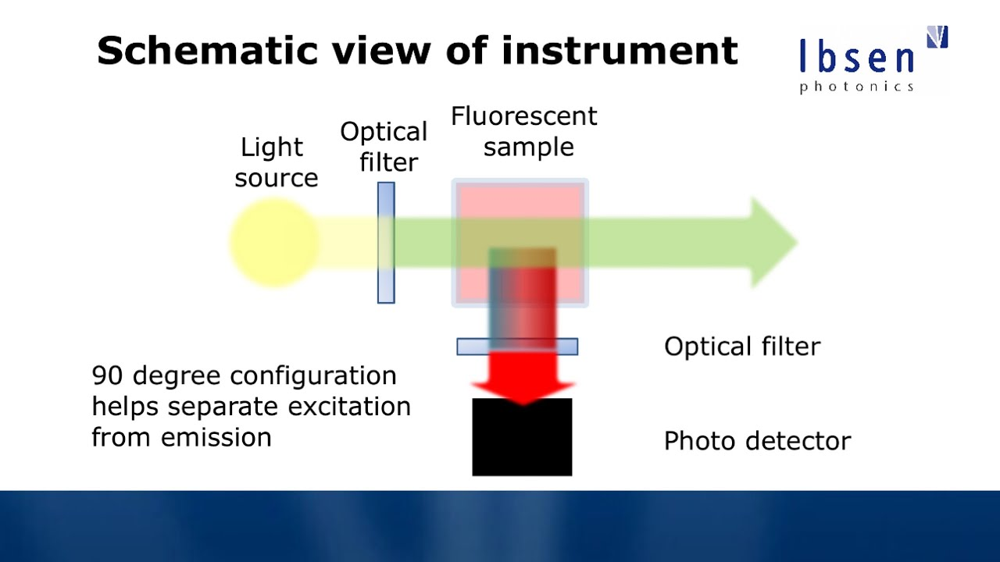 Schematic view of instrument
Ibsen
photonics
Light
source
Optical
filter
Fluorescent
sample
Optical filter
90 degree configuration
helps separate excitation
from emission
Photo detector